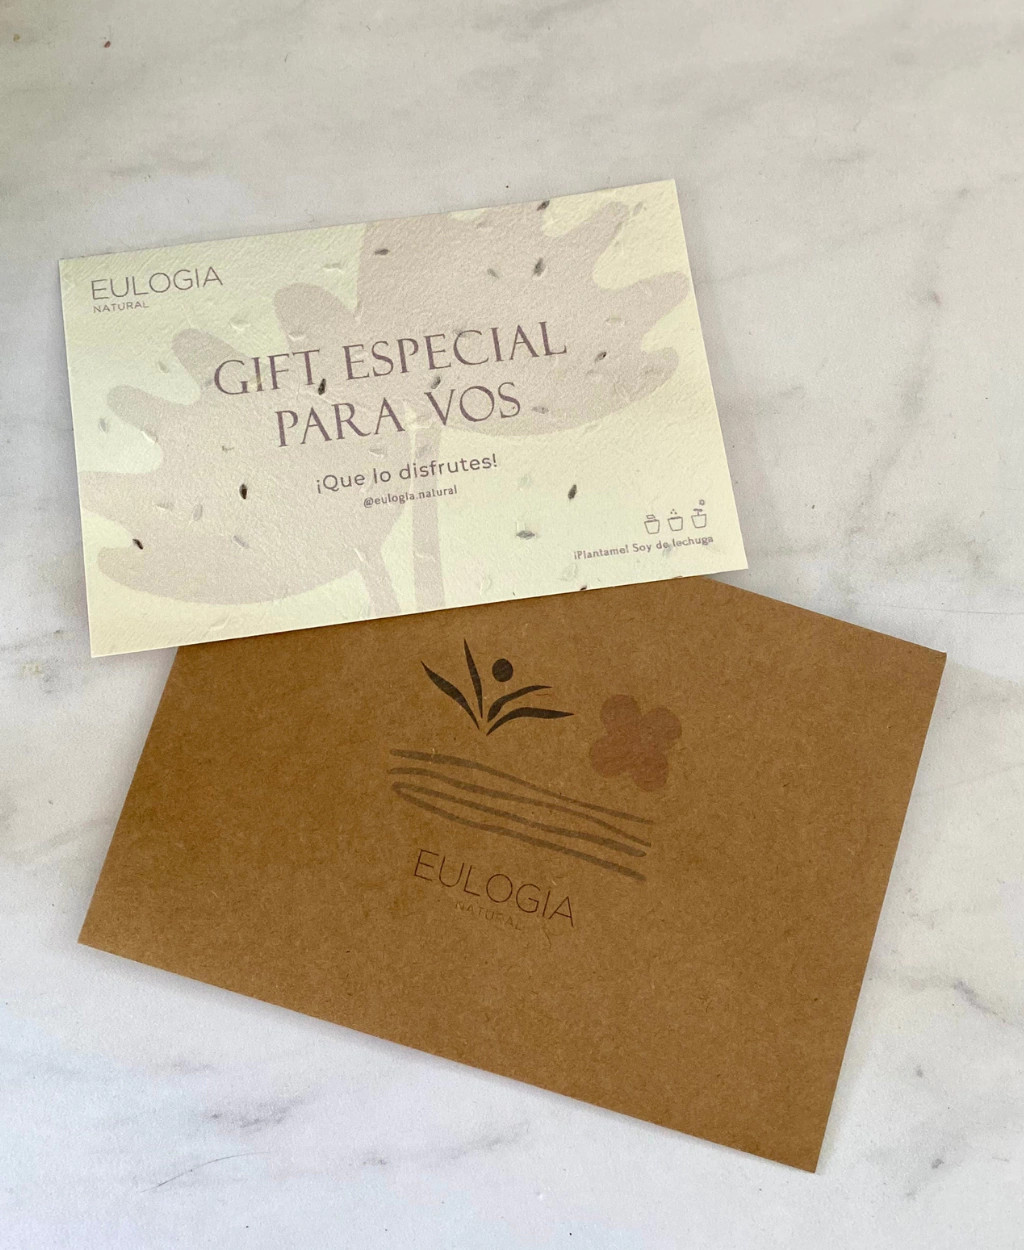 EULOGIA
NATURAL
GIFT ESPECIAL
PARA VOS
¡Que lo disfrutes!
@eulogia.natural
¡Plantame! Soy de lechuga
EULOGIA
NATURAL